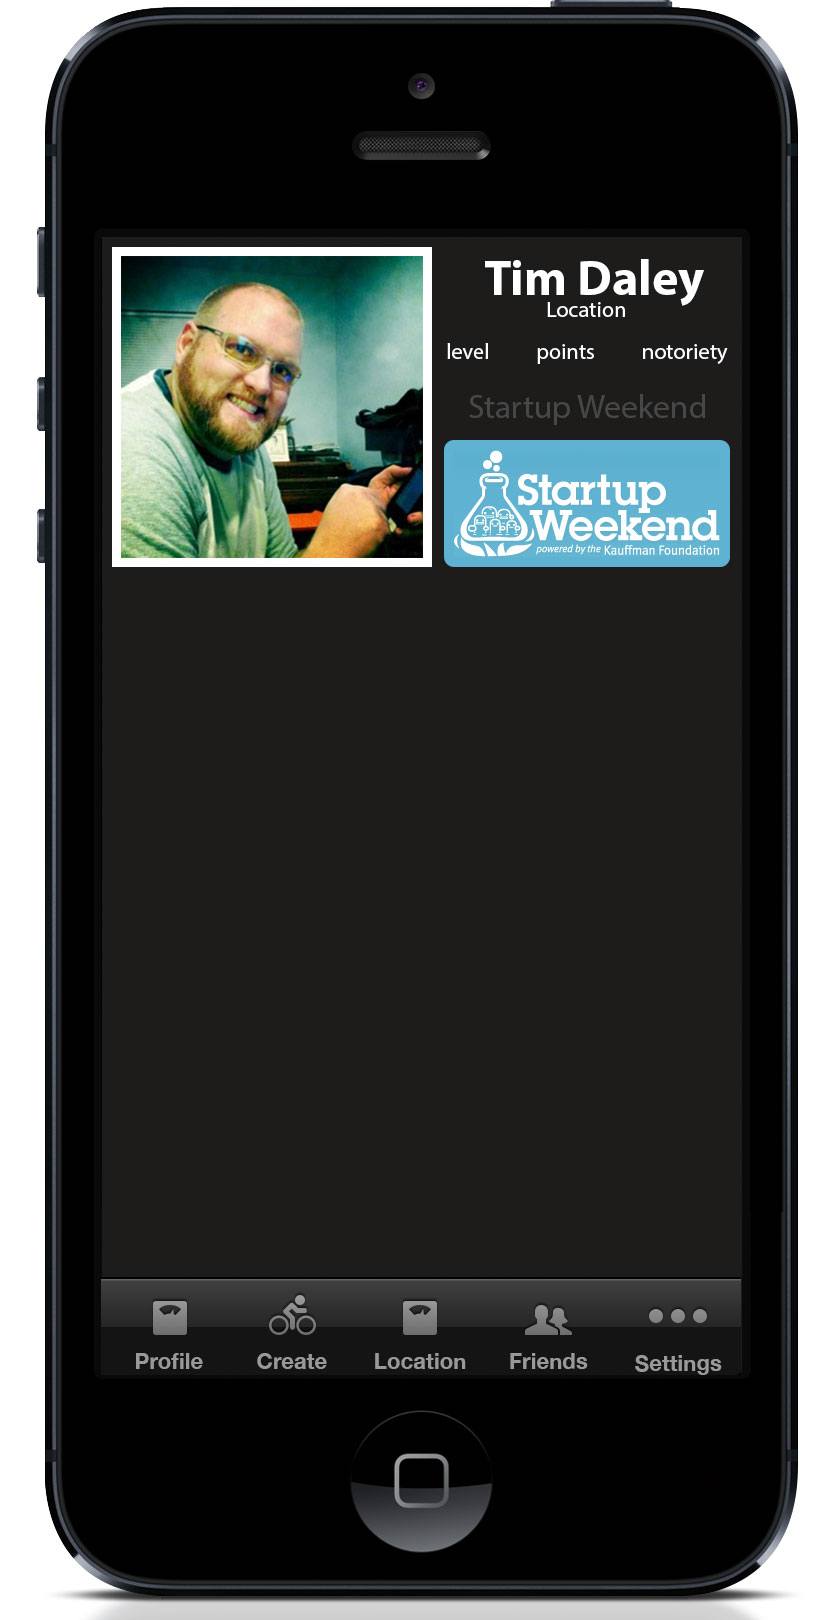 Tim Daley
Location
level points notoriety
Startup Weekend
Startup
Weekend
powered by the Kauffman Foundation
Profile Create Location Friends Settings